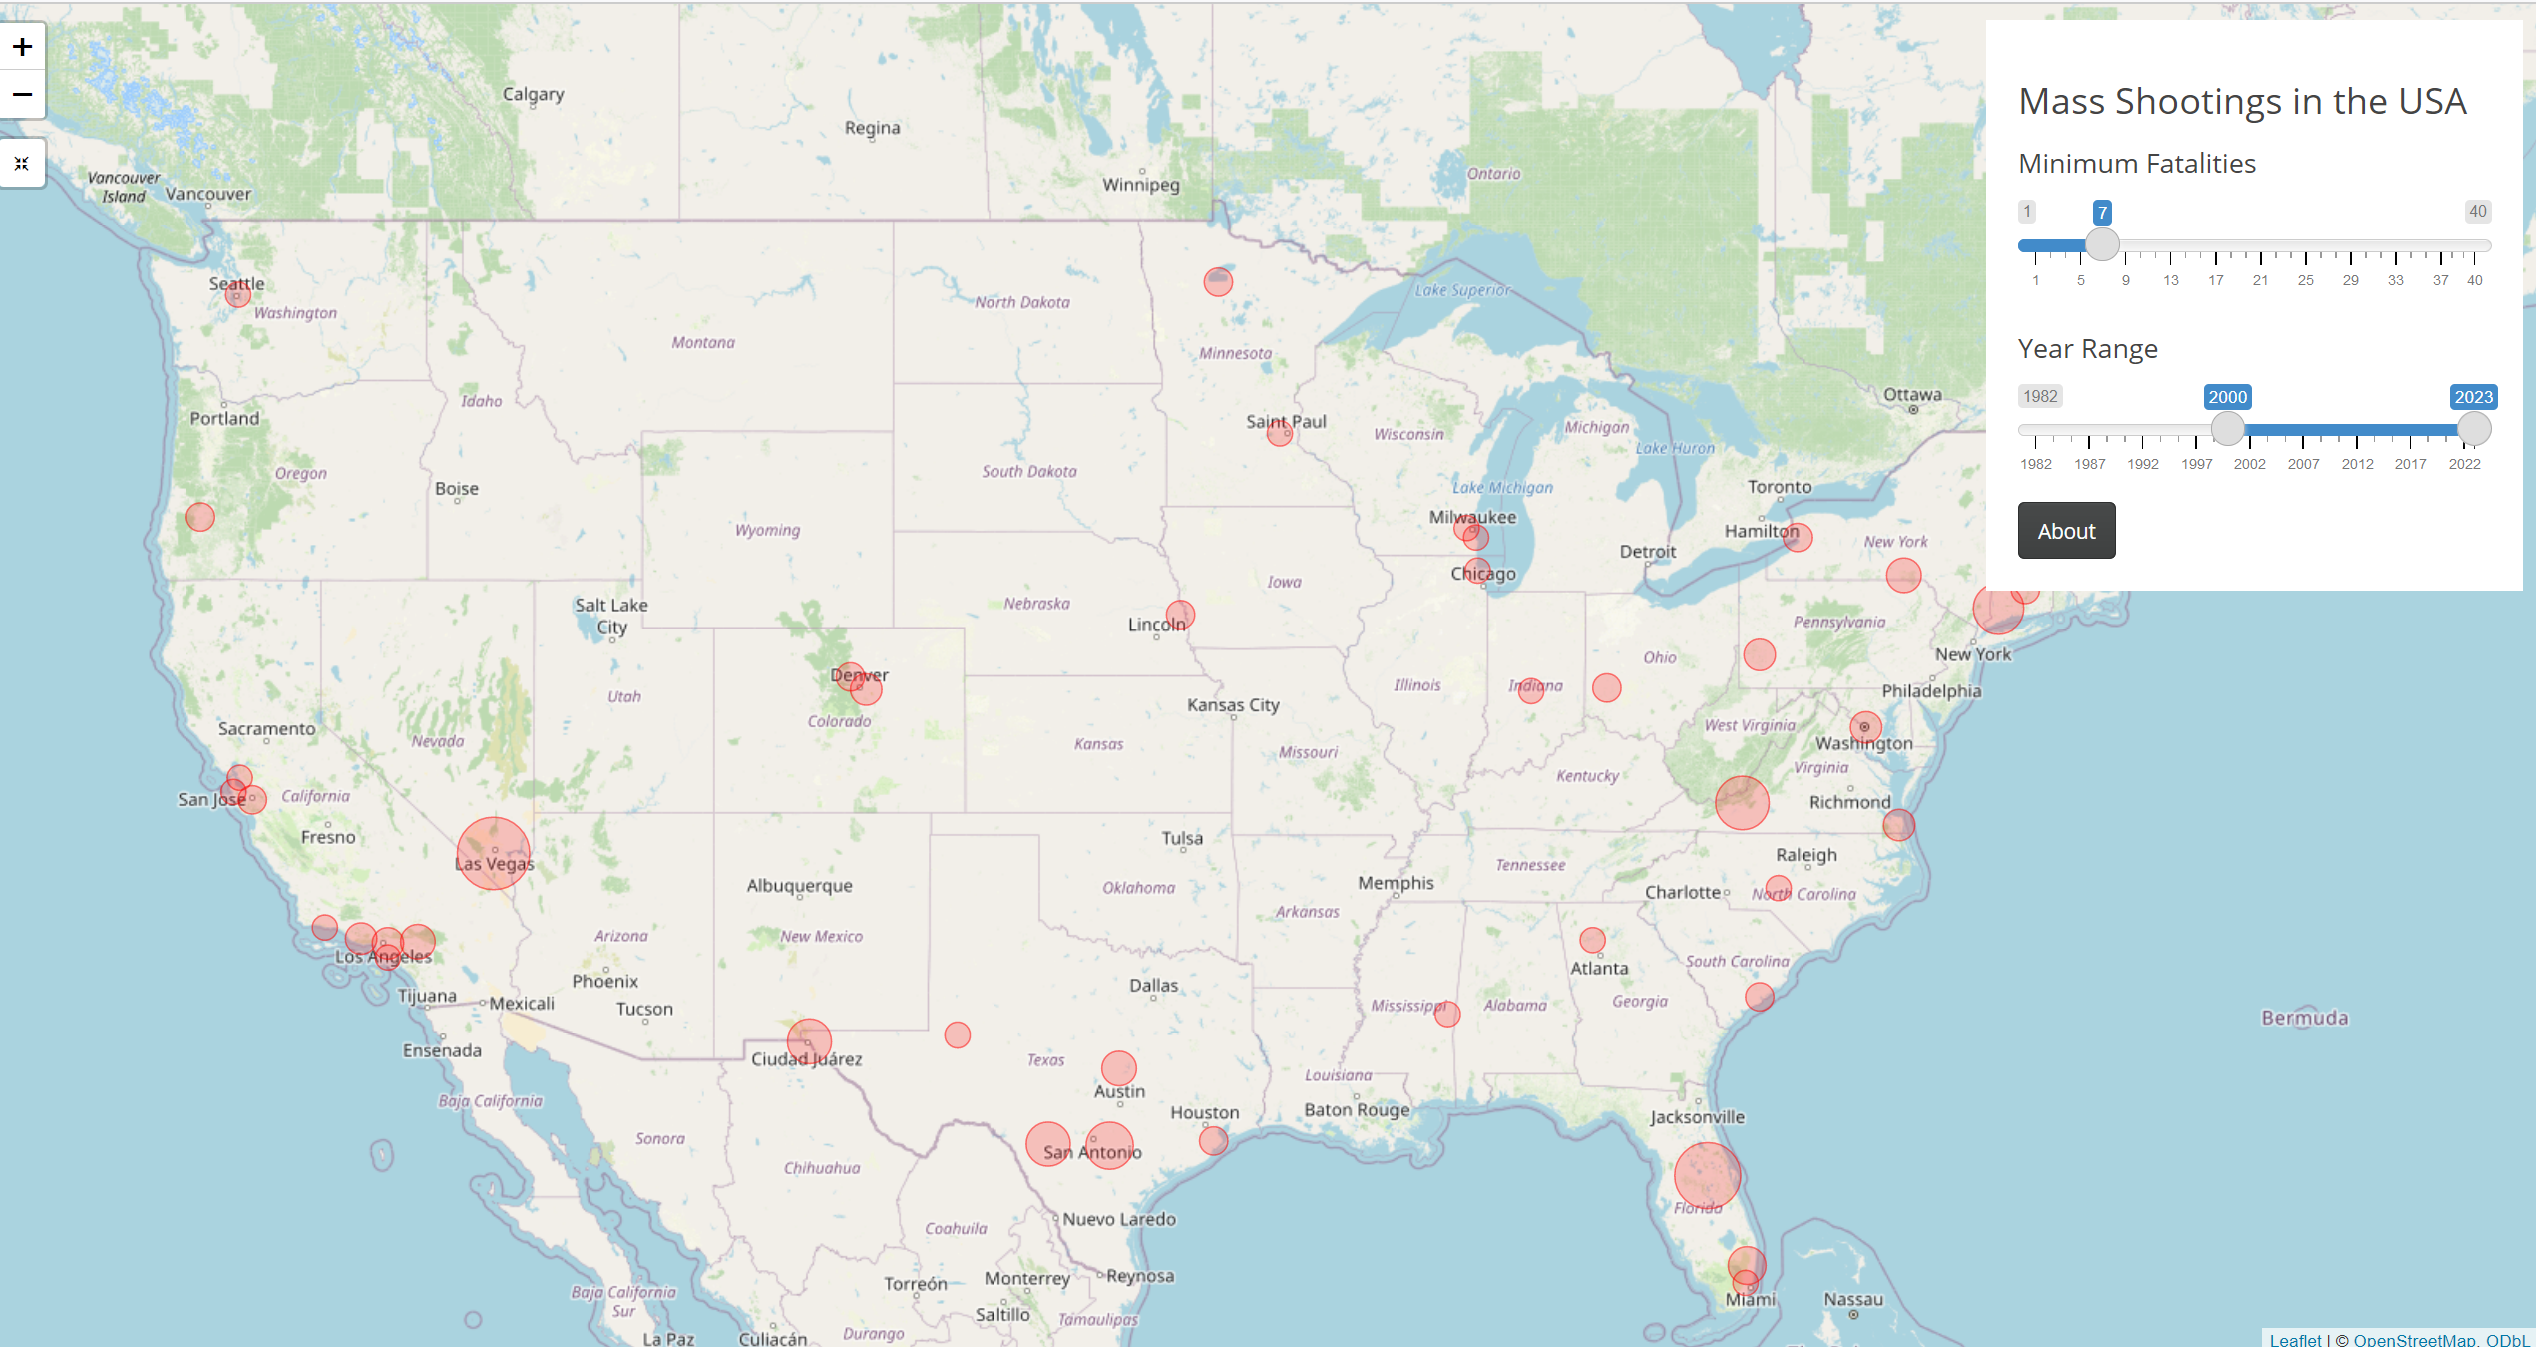 +
−
Mass Shootings in the USA
Minimum Fatalities
1
7
40
1 5 9 13 17 21 25 29 33 37 40
Year Range
1982
2000
2023
1982 1987 1992 1997 2002 2007 2012 2017 2022
About
Calgary
Regina
Winnipeg
Ontario
Vancouver
Island
Vancouver
Seattle
Washington
North Dakota
Lake Superior
Montana
Minnesota
Ottawa
Idaho
Portland
Saint Paul
Wisconsin
Michigan
Lake Huron
Oregon
South Dakota
Boise
Lake Michigan
Toronto
Milwaukee
Hamilton
New York
Wyoming
Detroit
Chicago
Iowa
Salt Lake
City
Nebraska
Lincoln
Pennsylvania
New York
Ohio
Denver
Illinois
Indiana
Philadelphia
Utah
Kansas City
Colorado
West Virginia
Washington
Sacramento
Nevada
Kansas
Missouri
Virginia
Kentucky
San Jose
California
Richmond
Fresno
Tulsa
Las Vegas
Raleigh
Tennessee
Albuquerque
Oklahoma
Memphis
Charlotte
North Carolina
Arkansas
Arizona
New Mexico
Los Angeles
South Carolina
Atlanta
Phoenix
Dallas
Tijuana
Mexicali
Tucson
Mississippi
Alabama
Georgia
Bermuda
Ensenada
Ciudad Juárez
Texas
Louisiana
Austin
Baja California
Houston
Baton Rouge
Jacksonville
Sonora
San Antonio
Chihuahua
Florida
Nuevo Laredo
Coahuila
Torreón
Monterrey
Reynosa
Baja California
Sur
Miami
Nassau
Saltillo
Tamaulipas
La Paz
Culiacán
Durango
Leaflet | © OpenStreetMap, ODbL